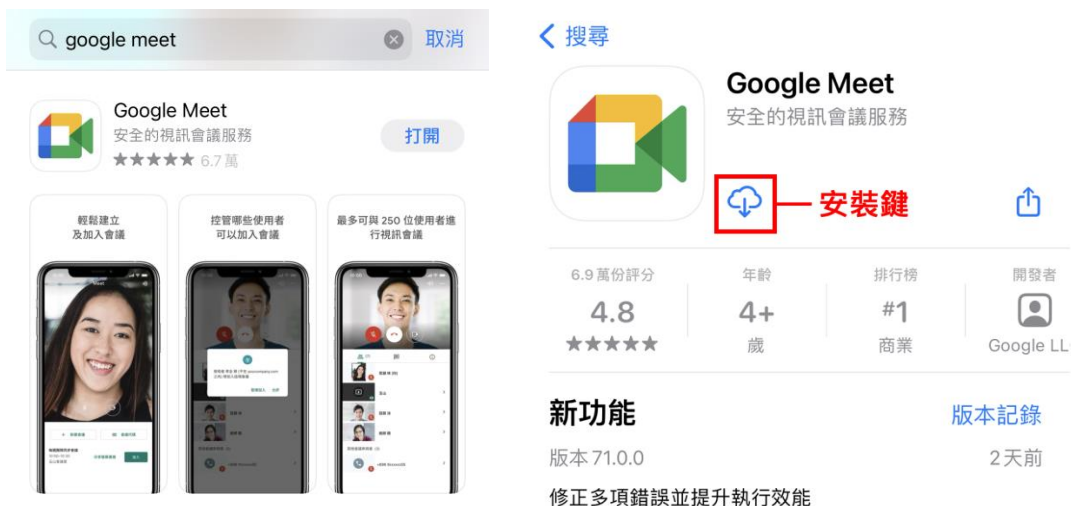 google meet
取消
Google Meet
安全的視訊會議服務
打開
★★★★★ 6.7 萬
輕鬆建立
及加入會議
控管哪些使用者
可以加入會議
最多可與 250 位使用者進
行視訊會議
搜尋
Google Meet
安全的視訊會議服務
安裝鍵
6.9 萬份評分
4.8
★★★★★
年齡
4+
歲
排行榜
#1
商業
開發者
Google LL
新功能
版本記錄
版本 71.0.0
2 天前
修正多項錯誤並提升執行效能